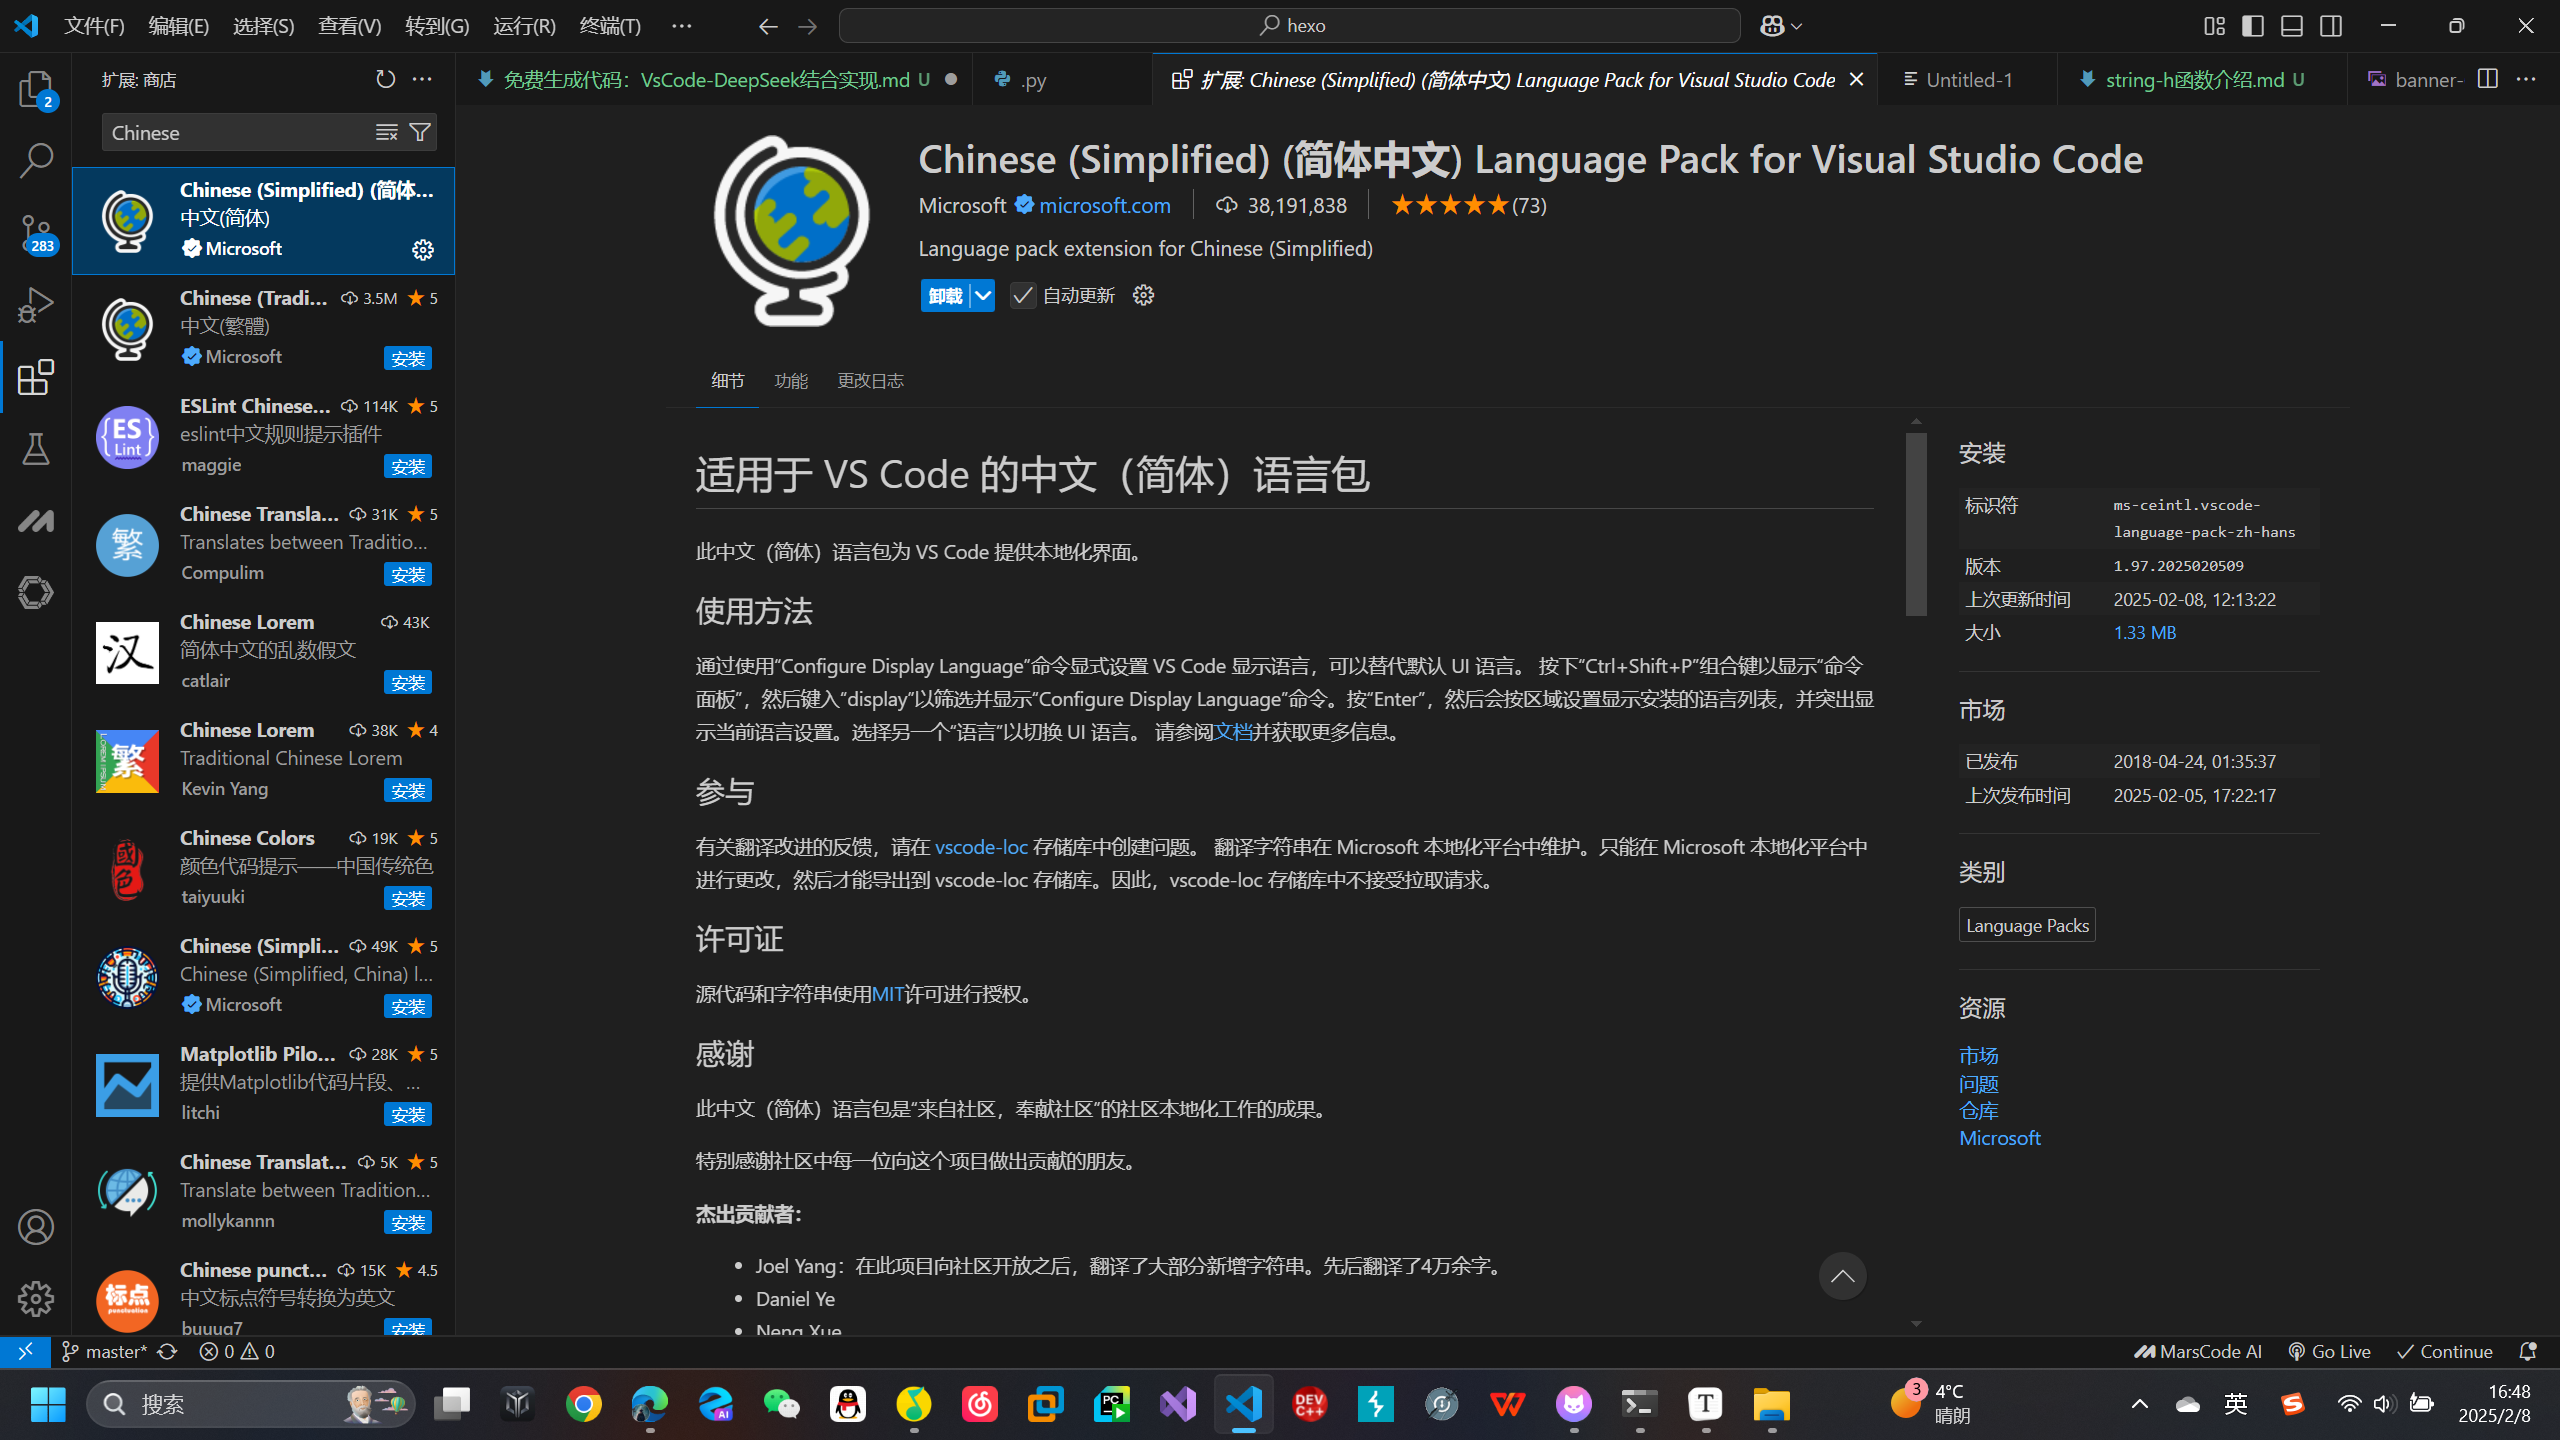 文件(F) 编辑(E) 选择(S) 查看(V) 转到(G) 运行(R) 终端(T) ···
hexo
扩展: 商店
免费生成代码：VsCode-DeepSeek结合实现.md U
.py
扩展: Chinese (Simplified) (简体中文) Language Pack for Visual Studio Code
Untitled-1
string-h函数介绍.md U
banner-
2
283
Chinese
Chinese (Simplified) (简体...
中文(简体)
Microsoft
Chinese (Tradi... 3.5M 5
中文(繁體)
Microsoft 安装
ESLint Chinese... 114K 5
eslint中文规则提示插件
maggie 安装
ES
Lint
Chinese Transla... 31K 5
Translates between Traditio...
Compulim 安装
繁
Chinese Lorem 43K
简体中文的乱数假文
catlair 安装
汉
Chinese Lorem 38K 4
Traditional Chinese Lorem
Kevin Yang 安装
繁
Chinese Colors 19K 5
颜色代码提示——中国传统色
taiyuuki 安装
國色
Chinese (Simpli... 49K 5
Chinese (Simplified, China) l...
Microsoft 安装
Matplotlib Pilo... 28K 5
提供Matplotlib代码片段、...
litchi 安装
Chinese Translat... 5K 5
Translate between Tradition...
mollykannn 安装
Chinese punct... 15K 4.5
中文标点符号转换为英文
buuug7 安装
标点
Chinese (Simplified) (简体中文) Language Pack for Visual Studio Code
Microsoft microsoft.com 38,191,838 (73)
Language pack extension for Chinese (Simplified)
卸载 自动更新
细节 功能 更改日志
适用于 VS Code 的中文（简体）语言包
此中文（简体）语言包为 VS Code 提供本地化界面。
使用方法
通过使用“Configure Display Language”命令显式设置 VS Code 显示语言，可以替代默认 UI 语言。 按下“Ctrl+Shift+P”组合键以显示“命令
面板”，然后键入“display”以筛选并显示“Configure Display Language”命令。按“Enter”，然后会按区域设置显示安装的语言列表，并突出显
示当前语言设置。选择另一个“语言”以切换 UI 语言。 请参阅文档并获取更多信息。
参与
有关翻译改进的反馈，请在 vscode-loc 存储库中创建问题。 翻译字符串在 Microsoft 本地化平台中维护。只能在 Microsoft 本地化平台中
进行更改，然后才能导出到 vscode-loc 存储库。因此，vscode-loc 存储库中不接受拉取请求。
许可证
源代码和字符串使用MIT许可进行授权。
感谢
此中文（简体）语言包是“来自社区，奉献社区”的社区本地化工作的成果。
特别感谢社区中每一位向这个项目做出贡献的朋友。
杰出贡献者：
Joel Yang：在此项目向社区开放之后，翻译了大部分新增字符串。先后翻译了4万余字。
Daniel Ye
Neng Xue
安装
标识符 ms-ceintl.vscode-
language-pack-zh-hans
版本 1.97.2025020509
上次更新时间 2025-02-08, 12:13:22
大小 1.33 MB
市场
已发布 2018-04-24, 01:35:37
上次发布时间 2025-02-05, 17:22:17
类别
Language Packs
资源
市场
问题
仓库
Microsoft
master* 0 0
MarsCode AI Go Live Continue
搜索
AI
PC
DEV
C++
T
3
4°C
晴朗
英
S
16:48
2025/2/8